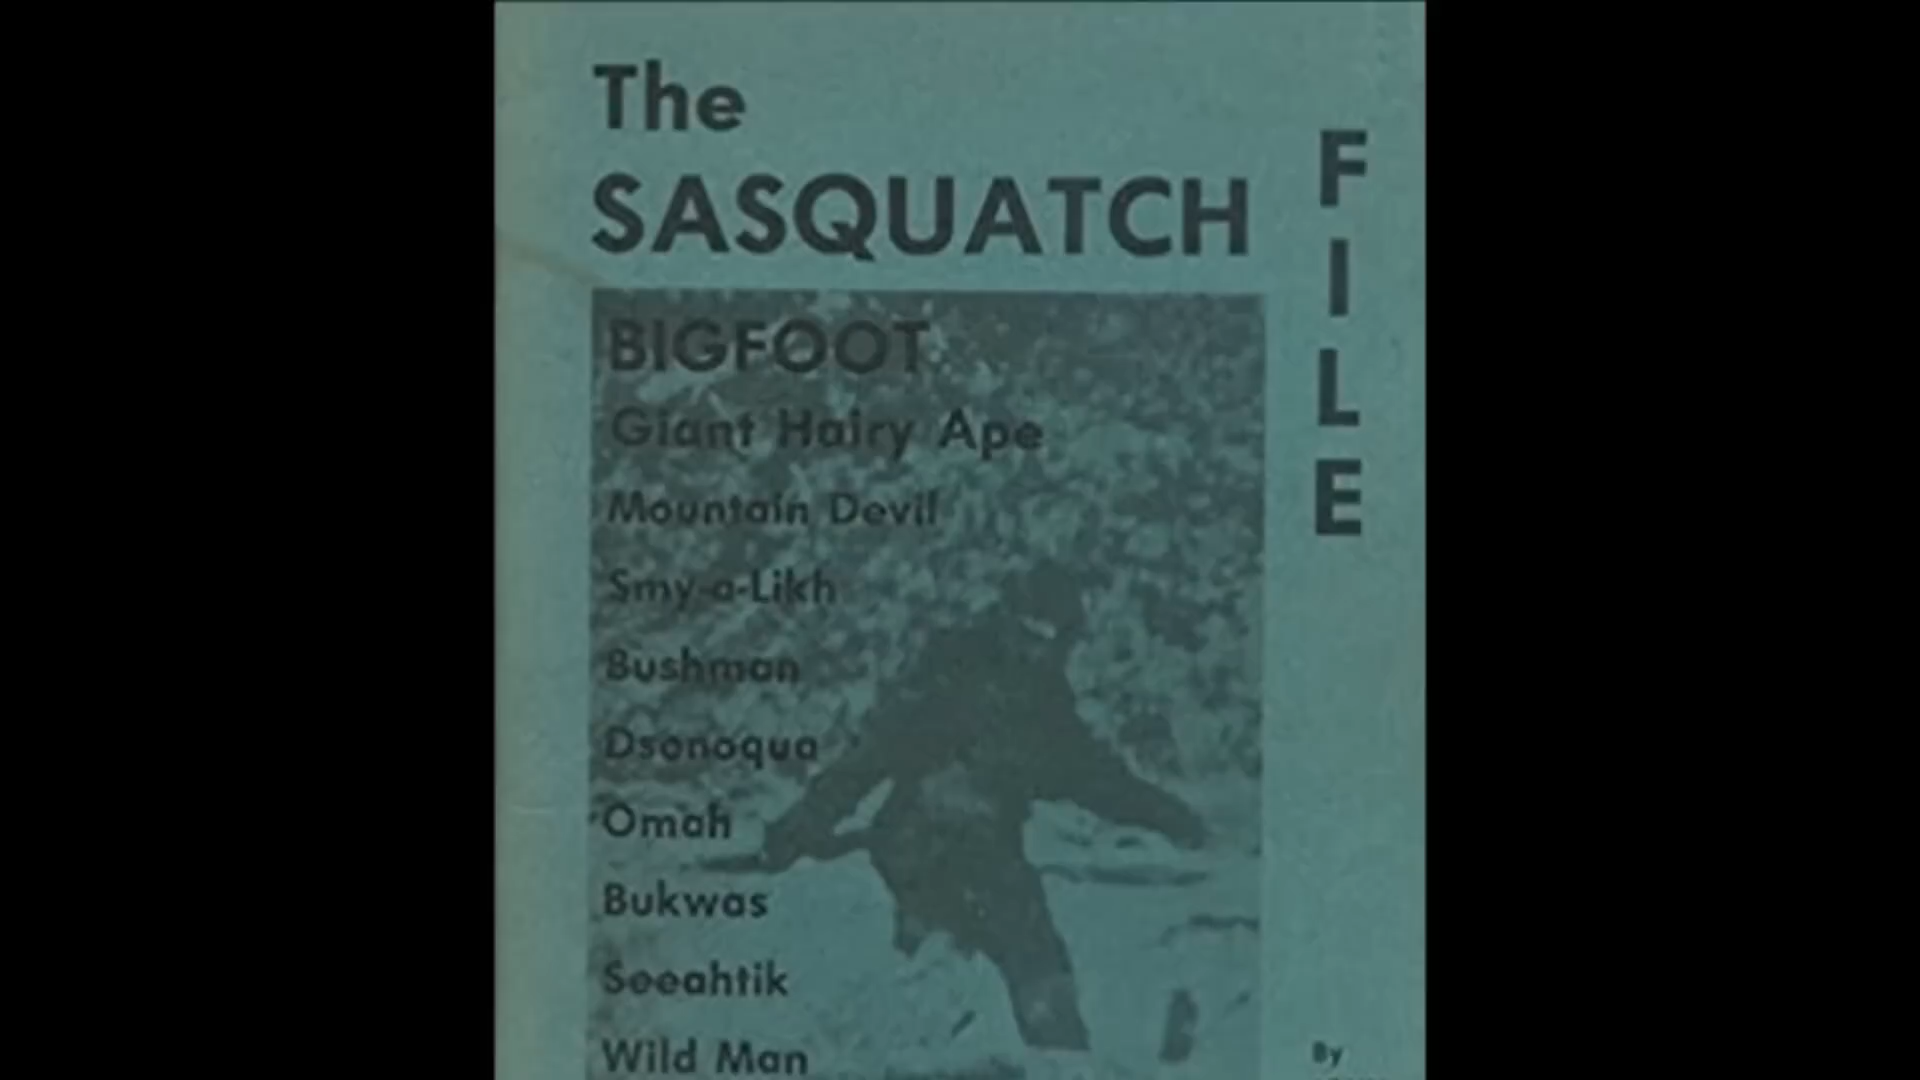 The
SASQUATCH
FILE
BIGFOOT
Giant Hairy Ape
Mountain Devil
Smy-a-Likh
Bushman
Dsonoqua
Omah
Bukwas
Seeahtik
Wild Man
By